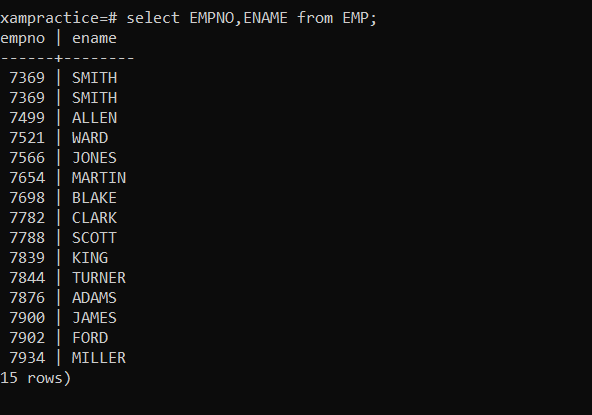 xampractice=# select EMPNO,ENAME from EMP;
empno | ename
------+--------
7369 | SMITH
7369 | SMITH
7499 | ALLEN
7521 | WARD
7566 | JONES
7654 | MARTIN
7698 | BLAKE
7782 | CLARK
7788 | SCOTT
7839 | KING
7844 | TURNER
7876 | ADAMS
7900 | JAMES
7902 | FORD
7934 | MILLER
15 rows)